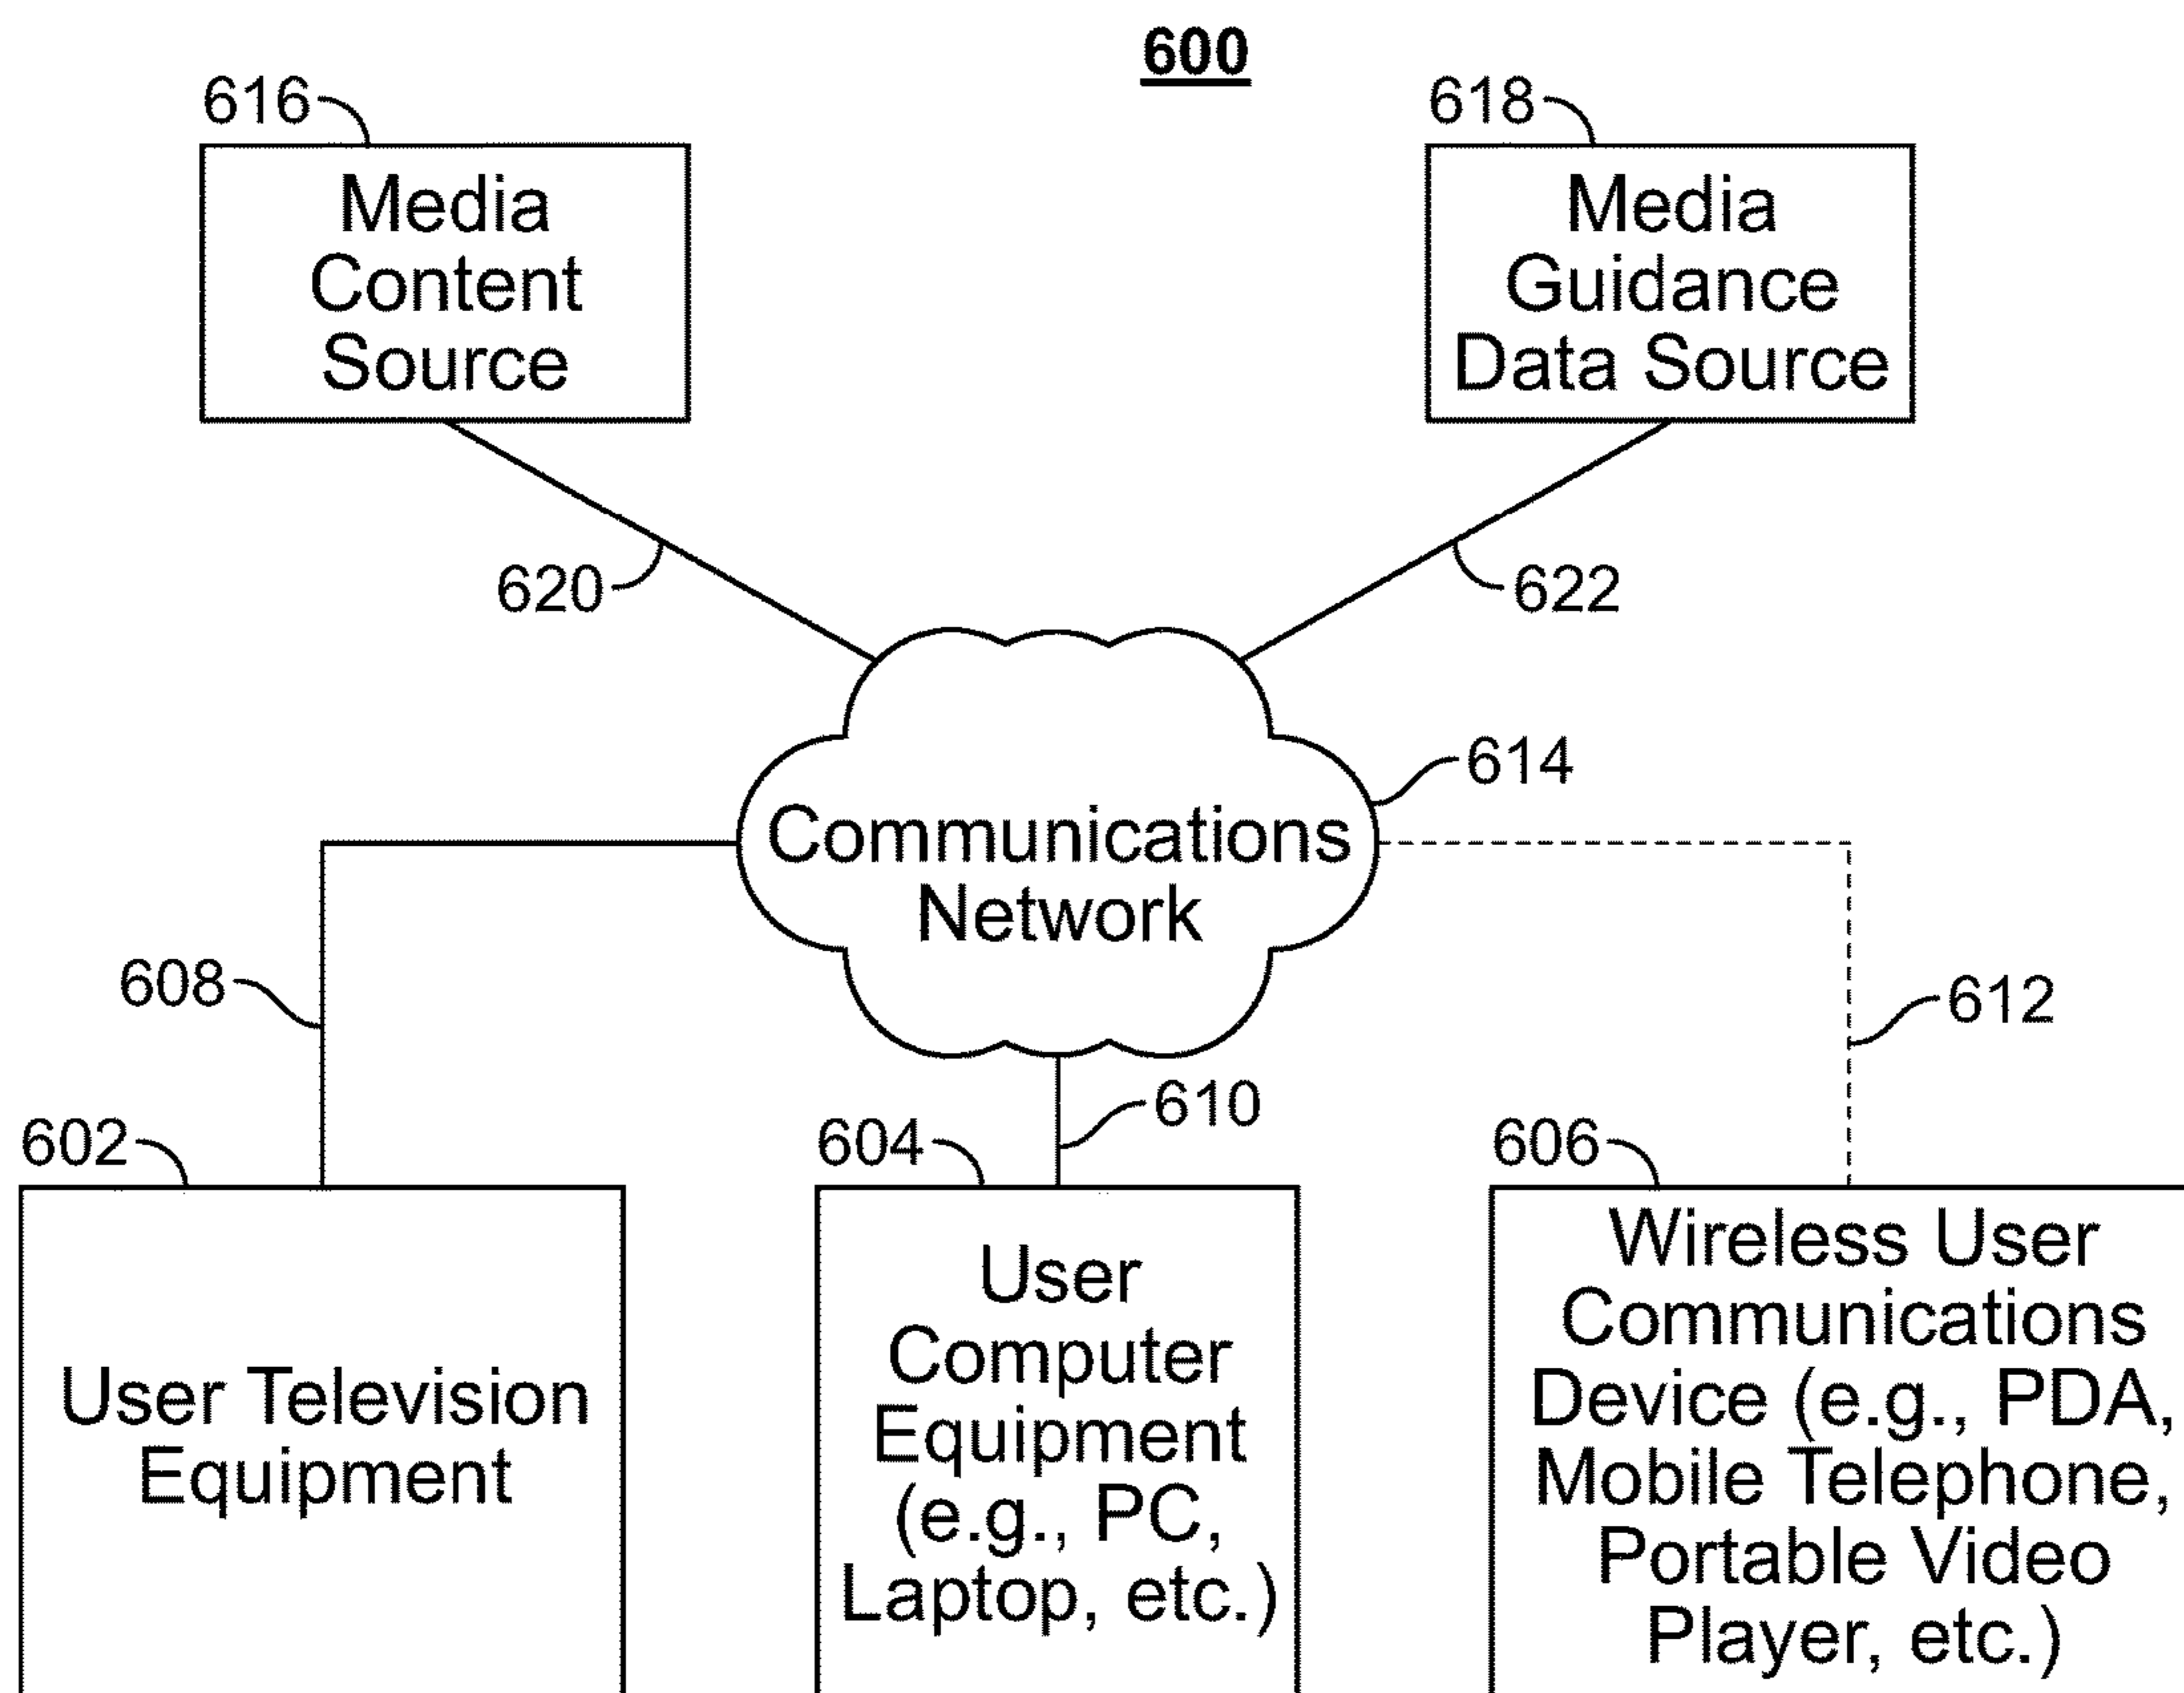 600
616
618
Media
Content
Source
Media
Guidance
Data Source
620
622
614
Communications
Network
608
612
610
602
604
606
User Television
Equipment
User
Computer
Equipment
(e.g., PC,
Laptop, etc.)
Wireless User
Communications
Device (e.g., PDA,
Mobile Telephone,
Portable Video
Player, etc.)